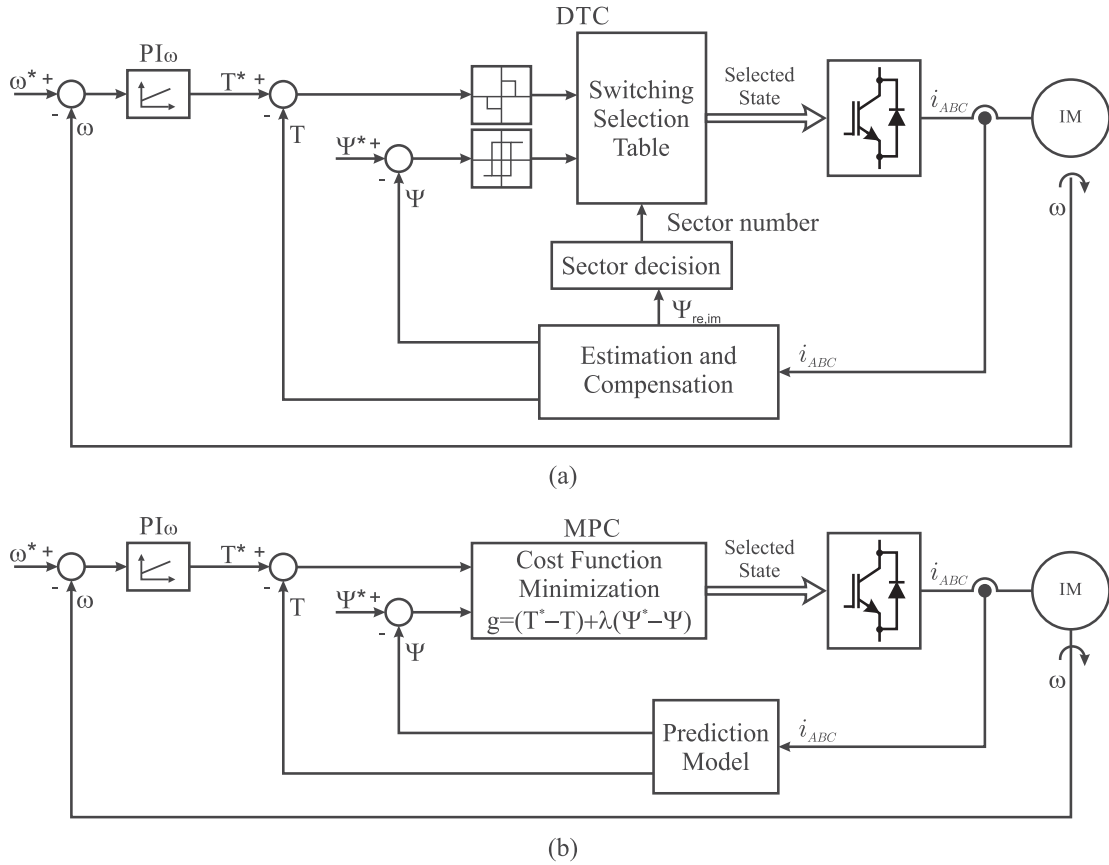 DTC
PIω
ω* +
-
ω
T* +
-
T
Ψ* +
-
Ψ
Switching
Selection
Table
Selected
State
i_ABC
IM
ω
Sector number
Sector decision
Ψ_re,im
Estimation and
Compensation
i_ABC
(a)
MPC
PIω
ω* +
-
ω
T* +
-
T
Ψ* +
-
Ψ
Cost Function
Minimization
g=(T*−T)+λ(Ψ*−Ψ)
Selected
State
i_ABC
IM
ω
Prediction
Model
i_ABC
(b)